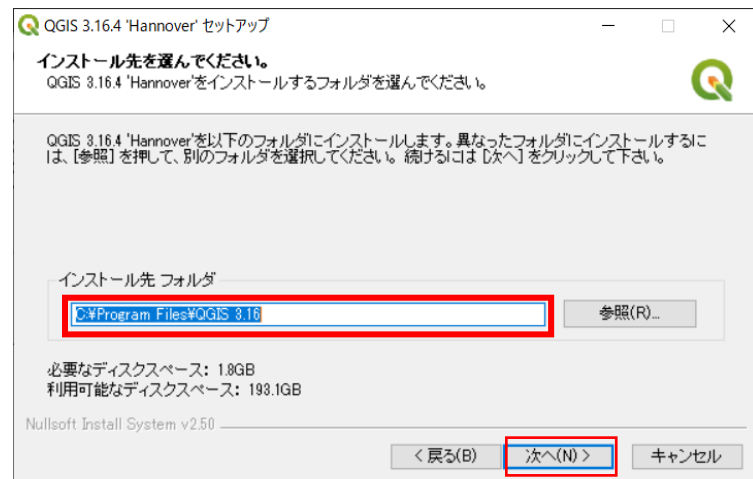 QGIS 3.16.4 'Hannover' セットアップ
インストール先を選んでください。
QGIS 3.16.4 'Hannover'をインストールするフォルダを選んでください。
QGIS 3.16.4 'Hannover'を以下のフォルダにインストールします。異なったフォルダにインストールするに
は、[参照] を押して、別のフォルダを選択してください。 続けるには [次へ] をクリックして下さい。
インストール先 フォルダ
C:¥Program Files¥QGIS 3.16
参照(R)...
必要なディスクスペース: 1.8GB
利用可能なディスクスペース: 193.1GB
Nullsoft Install System v2.50
< 戻る(B)
次へ(N) >
キャンセル